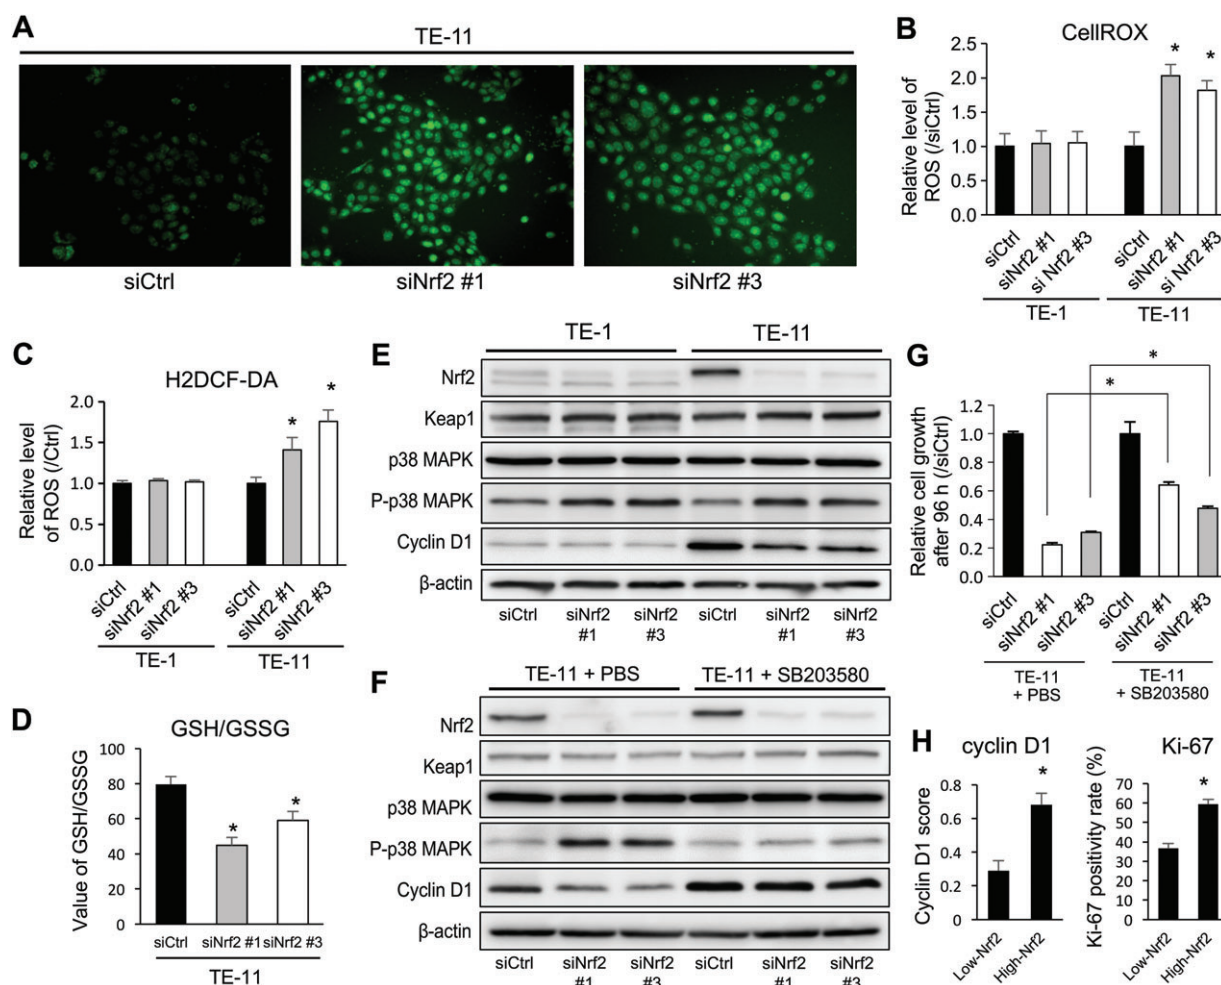 A
TE-11
siCtrl
siNrf2 #1
siNrf2 #3
B
CellROX
Relative level of
ROS (/siCtrl)
2.5
2.0
1.5
1.0
0.5
0.0
* *
siCtrl
siNrf2 #1
si Nrf2 #3
siCtrl
siNrf2 #1
si Nrf2 #3
TE-1
TE-11
C
H2DCF-DA
Relative level
of ROS (/Ctrl)
2.0
1.5
1.0
0.5
0.0
* *
siCtrl
siNrf2 #1
siNrf2 #3
siCtrl
siNrf2 #1
siNrf2 #3
TE-1
TE-11
D
GSH/GSSG
Value of GSH/GSSG
100
80
60
40
20
0
* *
siCtrl siNrf2 #1 siNrf2 #3
TE-11
E
TE-1 TE-11
Nrf2
Keap1
p38 MAPK
P-p38 MAPK
Cyclin D1
β-actin
siCtrl siNrf2 siNrf2 siCtrl siNrf2 siNrf2
#1 #3 #1 #3
F
TE-11 + PBS TE-11 + SB203580
Nrf2
Keap1
p38 MAPK
P-p38 MAPK
Cyclin D1
β-actin
siCtrl siNrf2 siNrf2 siCtrl siNrf2 siNrf2
#1 #3 #1 #3
G
*
*
Relative cell growth
after 96 h (/siCtrl)
1.2
1.0
0.8
0.6
0.4
0.2
0.0
siCtrl
siNrf2 #1
siNrf2 #3
siCtrl
siNrf2 #1
siNrf2 #3
TE-11
+ PBS
TE-11
+ SB203580
H
cyclin D1
Cyclin D1 score
0.8
0.6
0.4
0.2
0
*
Low-Nrf2
High-Nrf2
Ki-67
Ki-67 positivity rate (%)
70
60
50
40
30
20
10
0
*
Low-Nrf2
High-Nrf2